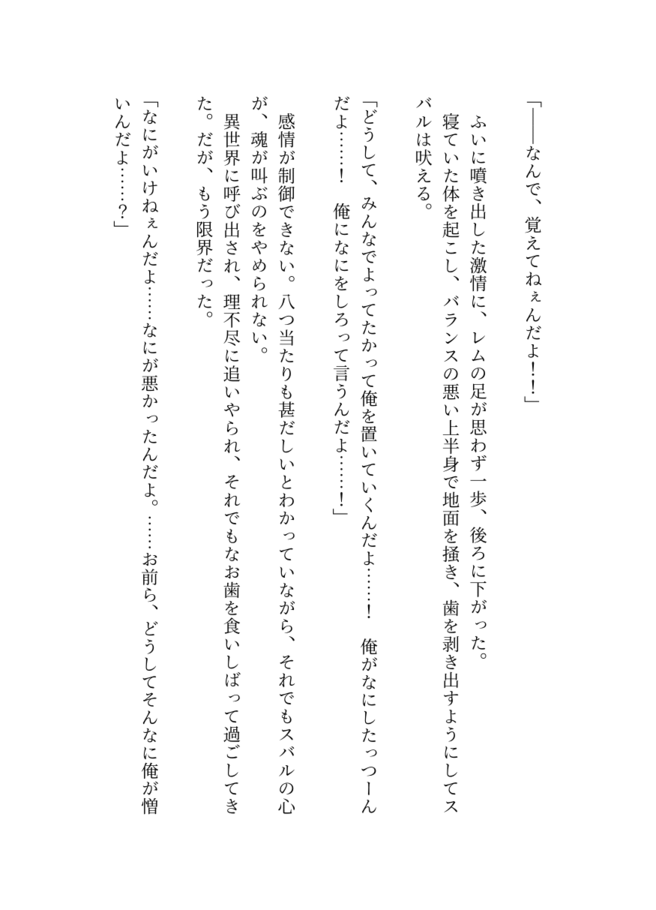 「――なんで、覚えてねぇんだよ！！」
　ふいに噴き出した激情に、レムの足が思わず一歩、後ろに下がった。
　寝ていた体を起こし、バランスの悪い上半身で地面を掻き、歯を剥き出すようにしてス
バルは吠える。
「どうして、みんなでよってたかって俺を置いていくんだよ……！　俺がなにしたっつーん
だよ……！　俺になにをしろって言うんだよ……！」
　感情が制御できない。八つ当たりも甚だしいとわかっていながら、それでもスバルの心
が、魂が叫ぶのをやめられない。
　異世界に呼び出され、理不尽に追いやられ、それでもなお歯を食いしばって過ごしてき
た。だが、もう限界だった。
「なにがいけねぇんだよ……なにが悪かったんだよ。……お前ら、どうしてそんなに俺が憎
いんだよ……？」